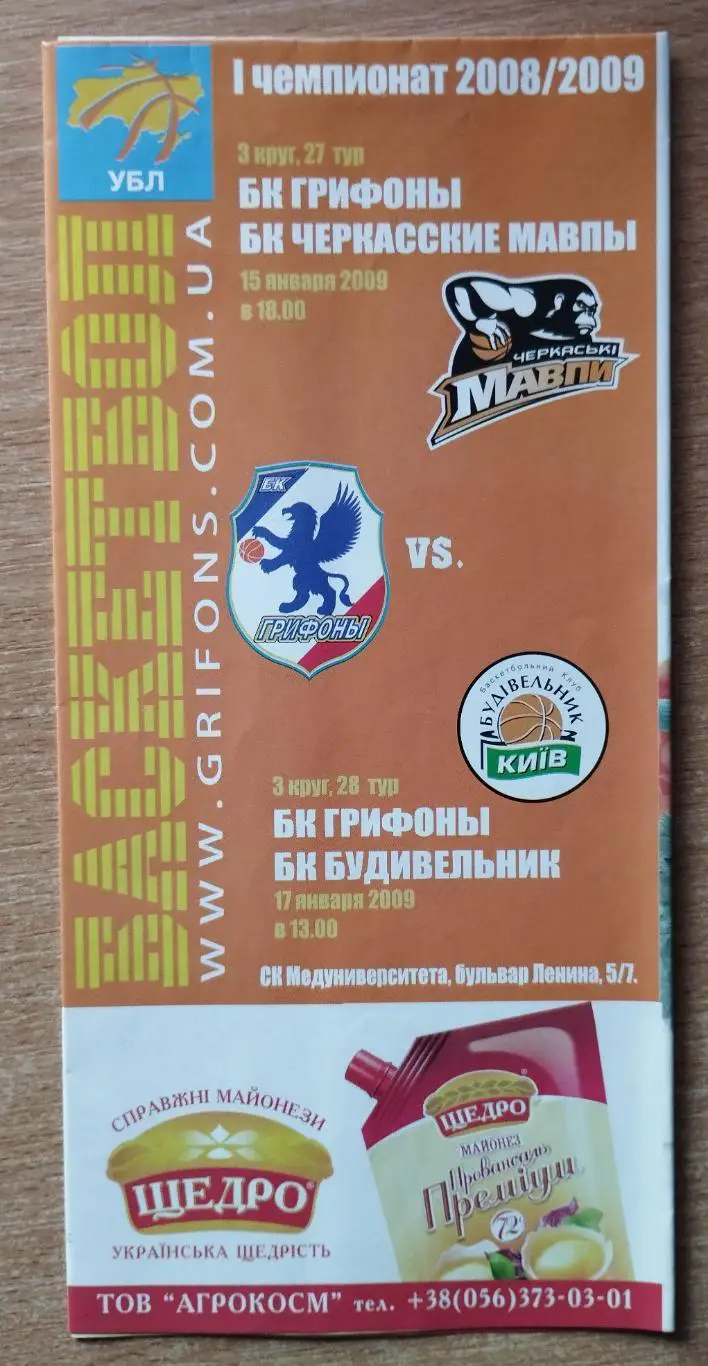 УБЛ
I чемпионат 2008/2009
3 круг, 27 тур
БК ГРИФОНЫ
БК ЧЕРКАССКИЕ МАВПЫ
15 января 2009
в 18.00
ЧЕРКАСЬКІ
МАВПИ
БАСКЕТБОЛ
WWW.GRIFONS.COM.UA
БК
ГРИФОНЫ
VS.
Баскетбольний Клуб
БУДІВЕЛЬНИК
КИЇВ
3 круг, 28 тур
БК ГРИФОНЫ
БК БУДИВЕЛЬНИК
17 января 2009
в 13.00
СК Медуниверситета, бульвар Ленина, 5/7.
СПРАВЖНІ МАЙОНЕЗИ
ЩЕДРО®
УКРАЇНСЬКА ЩЕДРІСТЬ
ЩЕДРО®
МАЙОНЕЗ
Провансаль
Преміум
72
ТОВ "АГРОКОСМ" тел. +38(056)373-03-01